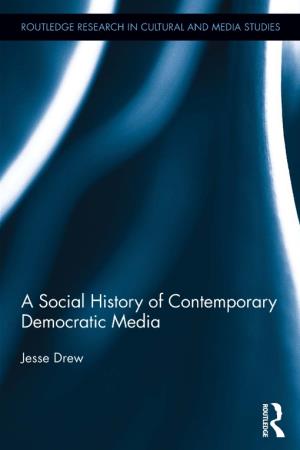 ROUTLEDGE RESEARCH IN CULTURAL AND MEDIA STUDIES
A Social History of Contemporary
Democratic Media
Jesse Drew
ROUTLEDGE